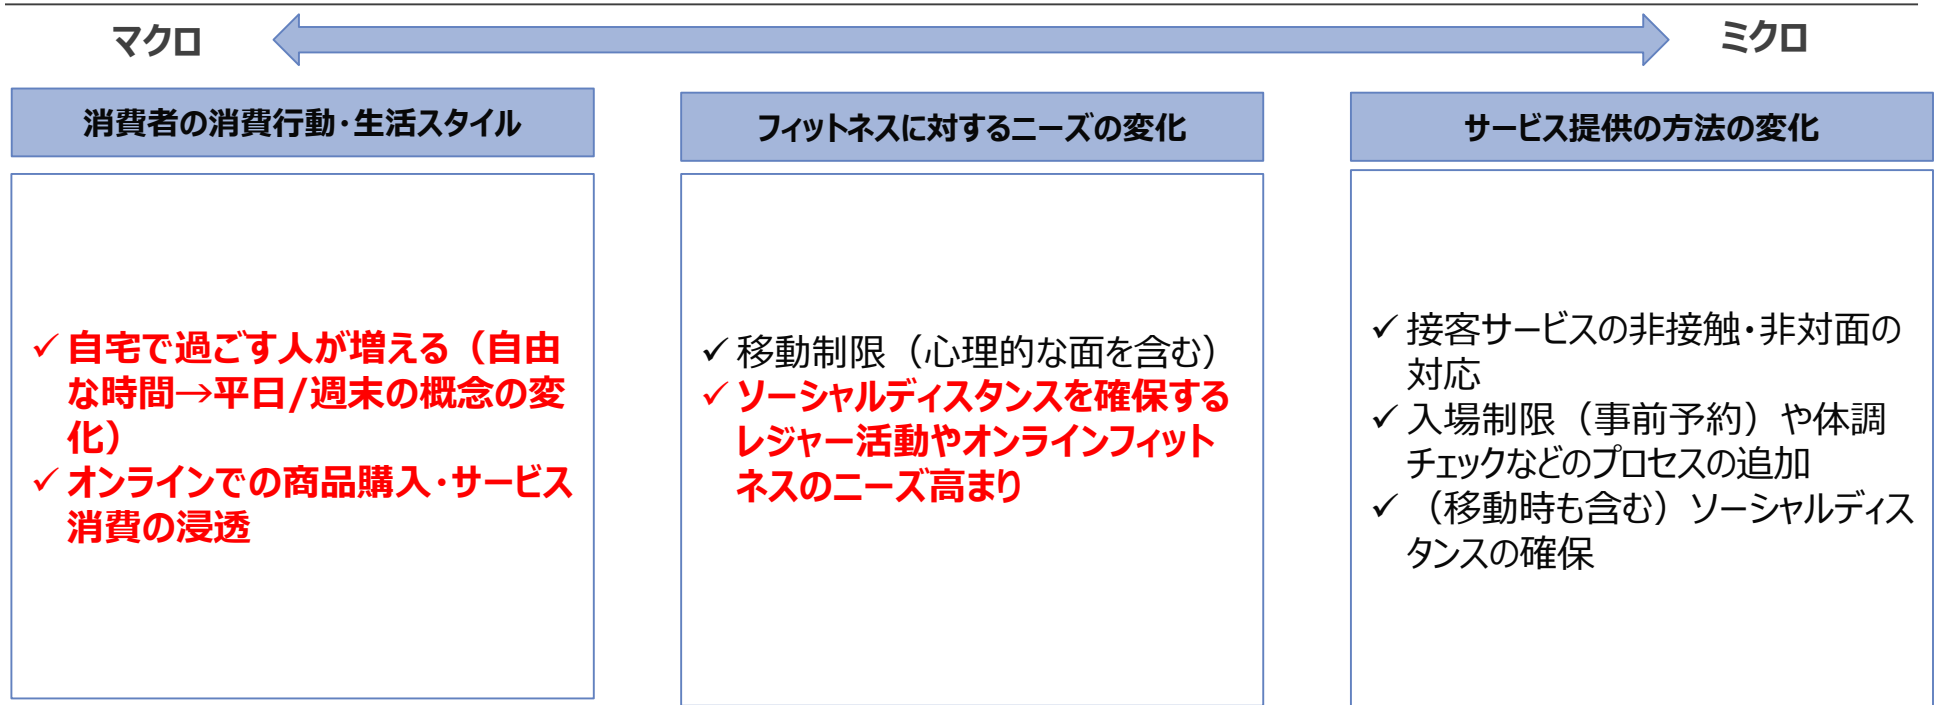 マクロ
ミクロ
消費者の消費行動・生活スタイル
✓自宅で過ごす人が増える（自由
な時間→平日/週末の概念の変
化）
✓オンラインでの商品購入・サービス
消費の浸透
フィットネスに対するニーズの変化
✓移動制限（心理的な面を含む）
✓ソーシャルディスタンスを確保する
レジャー活動やオンラインフィット
ネスのニーズ高まり
サービス提供の方法の変化
✓接客サービスの非接触・非対面の
対応
✓入場制限（事前予約）や体調
チェックなどのプロセスの追加
✓（移動時も含む）ソーシャルディス
タンスの確保